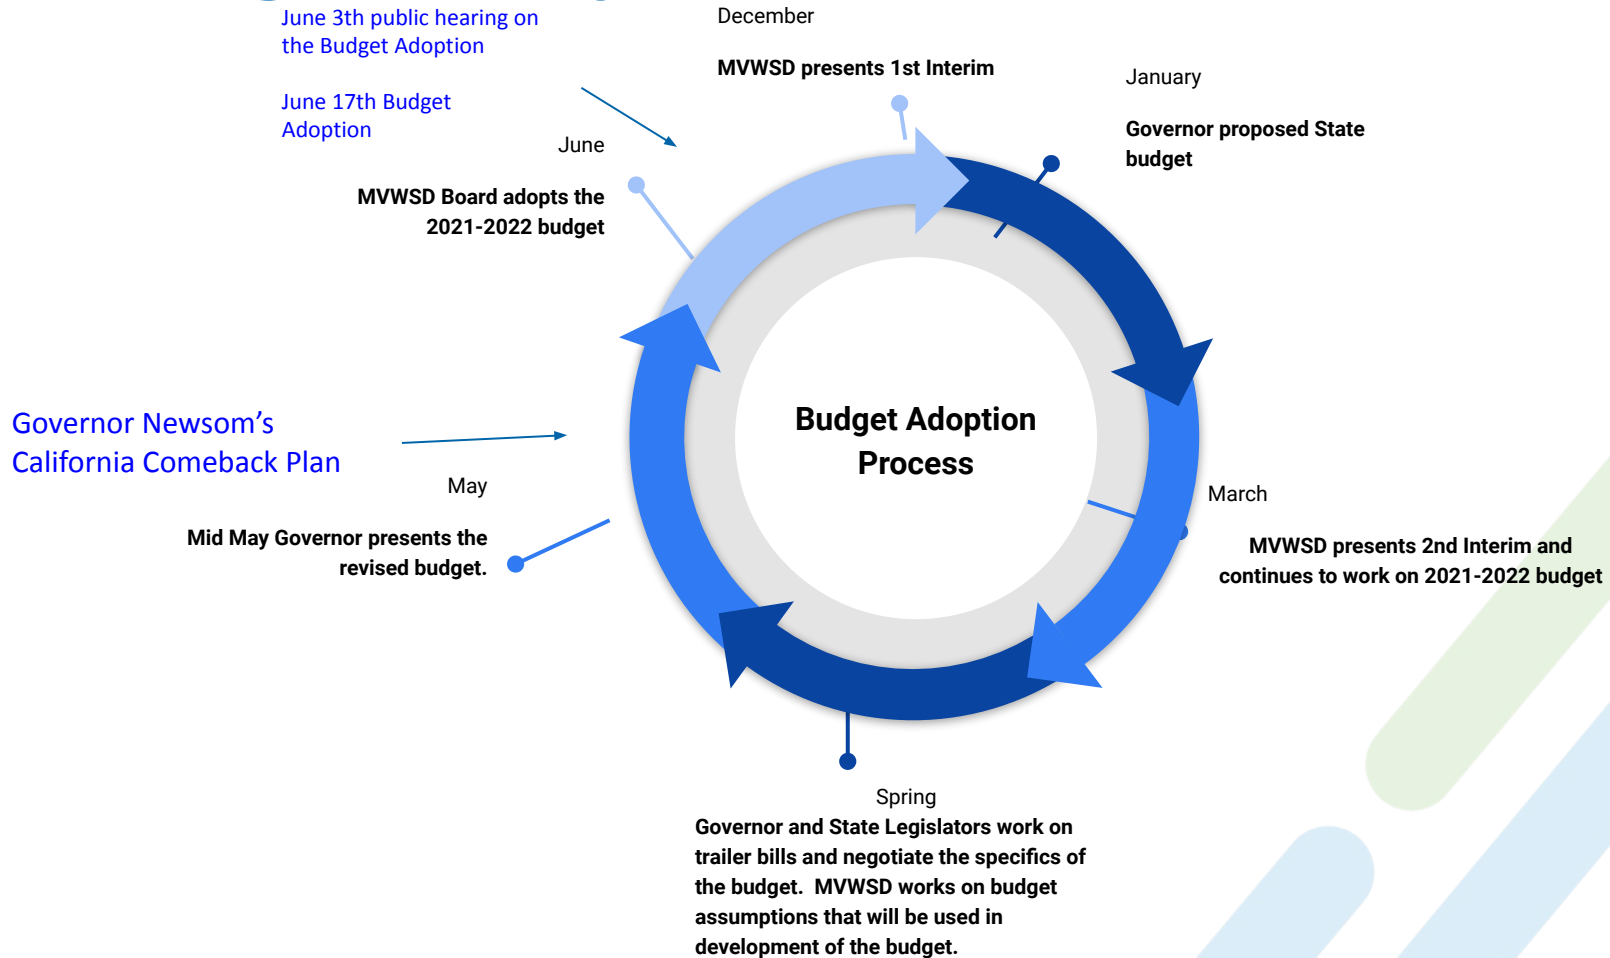 June 3th public hearing on
the Budget Adoption
June 17th Budget
Adoption
December
MVWSD presents 1st Interim
January
Governor proposed State
budget
June
MVWSD Board adopts the
2021-2022 budget
Budget Adoption
Process
Governor Newsom’s
California Comeback Plan
May
Mid May Governor presents the
revised budget.
March
MVWSD presents 2nd Interim and
continues to work on 2021-2022 budget
Spring
Governor and State Legislators work on
trailer bills and negotiate the specifics of
the budget.  MVWSD works on budget
assumptions that will be used in
development of the budget.